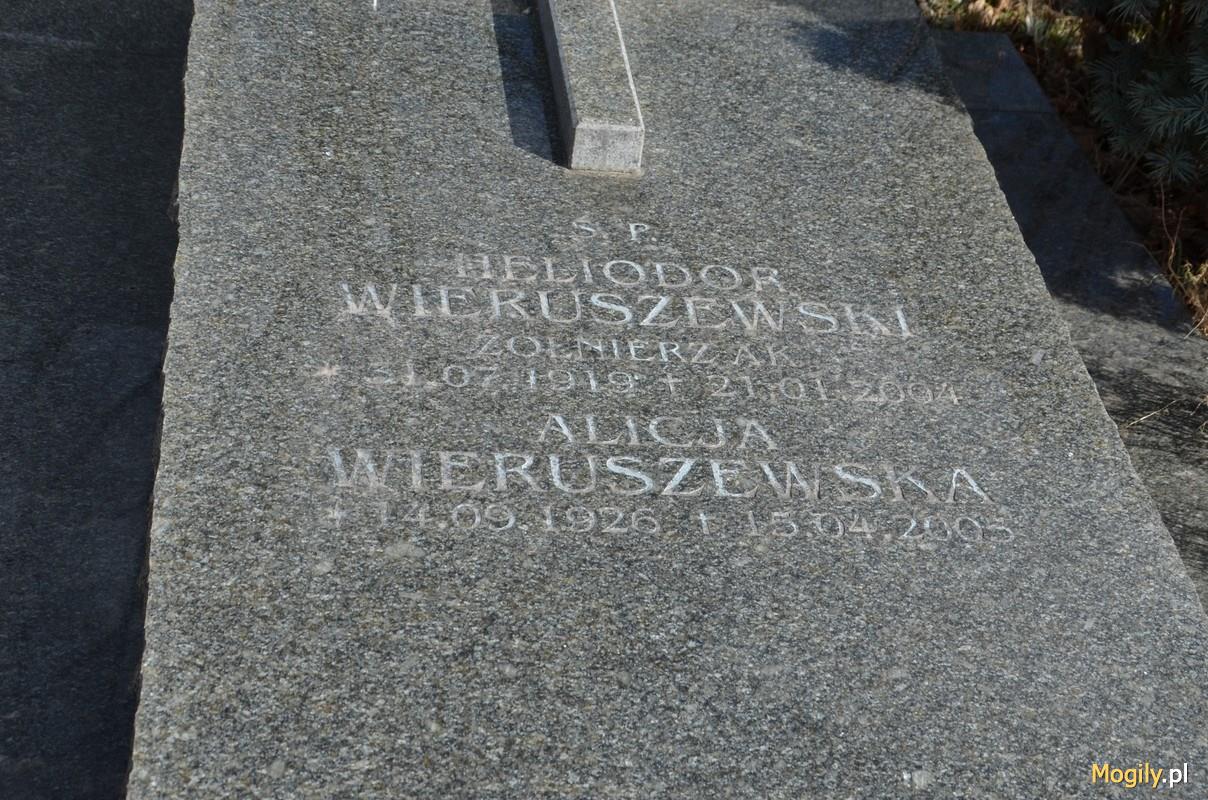 Ś. P.
HELIODOR
WIERUSZEWSKI
ŻOŁNIERZ AK
* 31.07.1919 † 21.01.2004
ALICJA
WIERUSZEWSKA
* 14.09.1926 † 15.04.2005
Mogily.pl